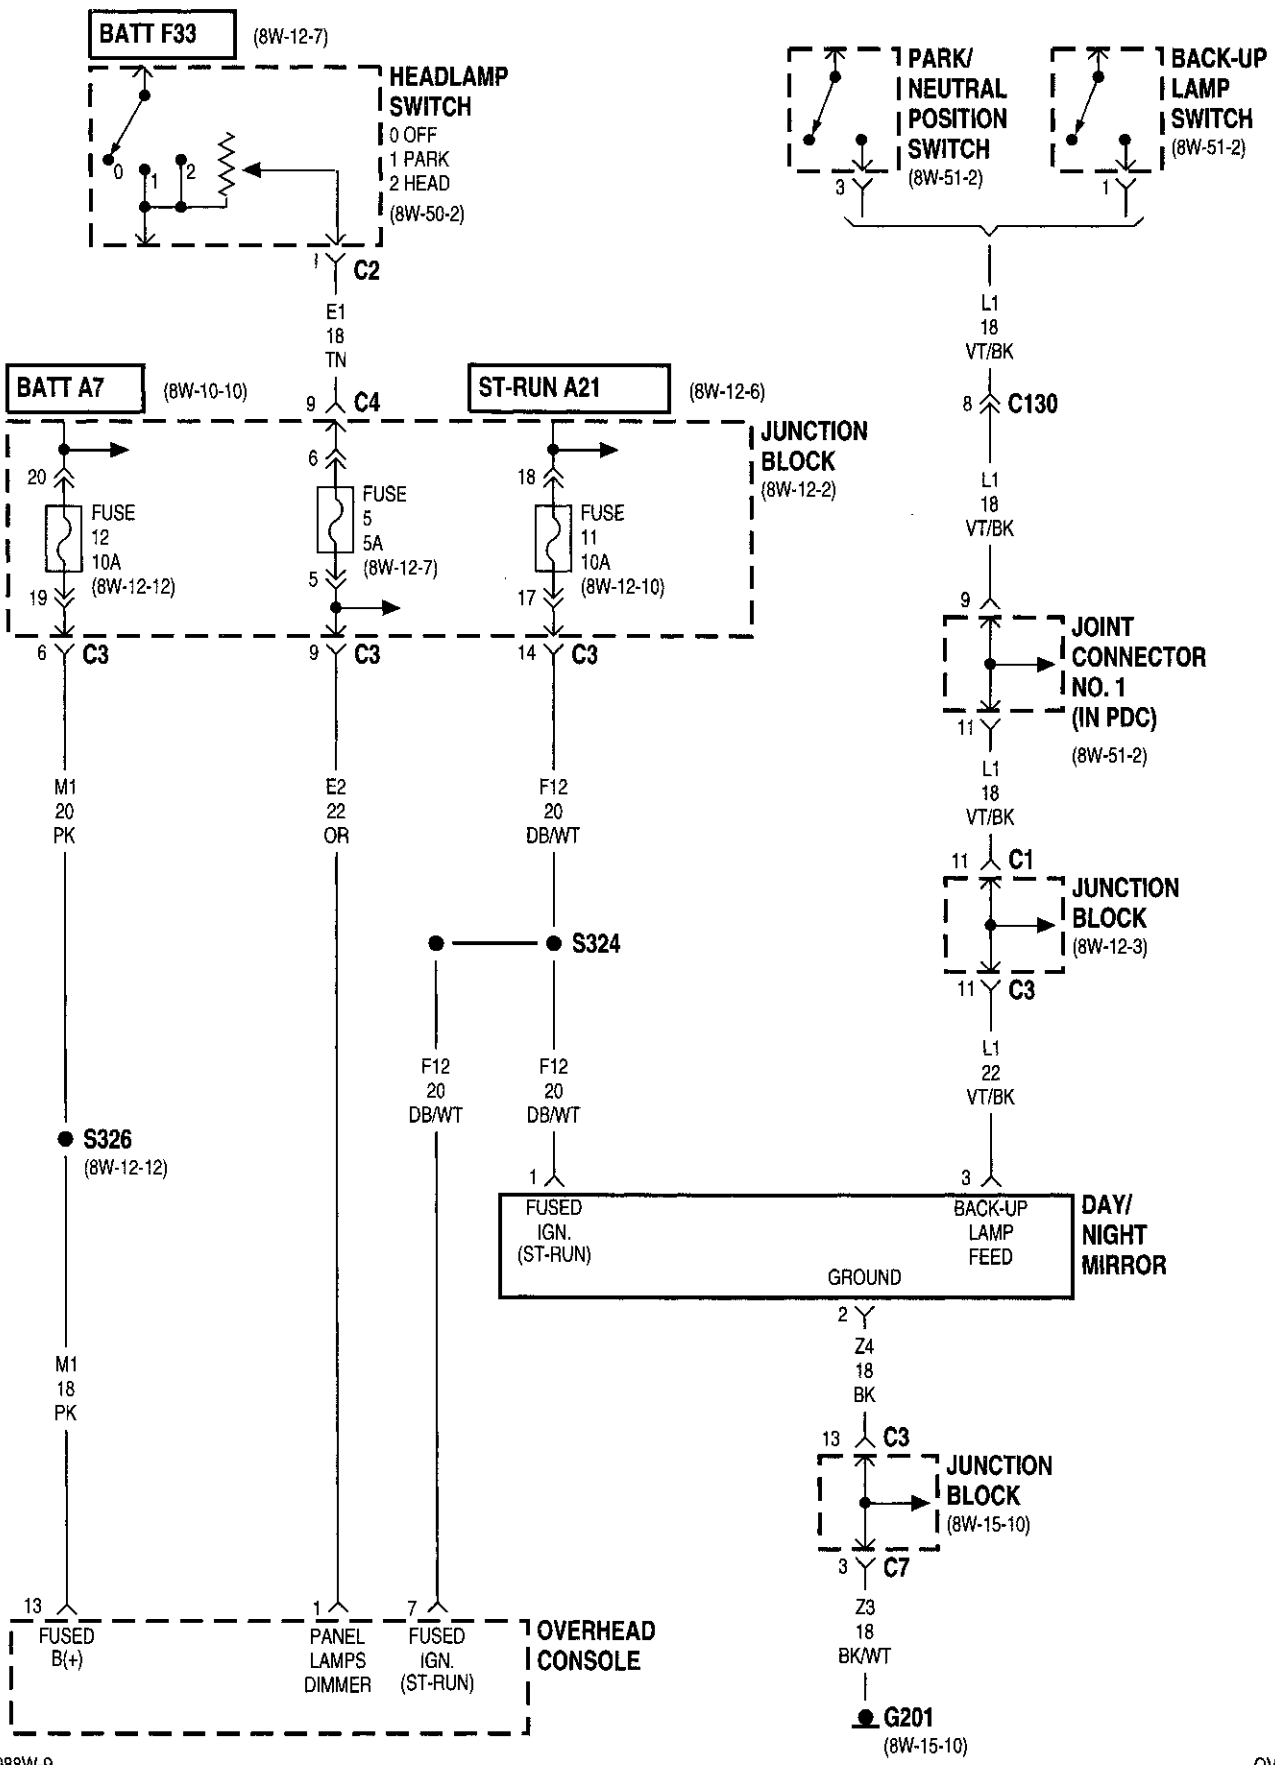 BATT F33
(8W-12-7)
HEADLAMP
SWITCH
0 OFF
1 PARK
2 HEAD
(8W-50-2)
0
1
2
1
C2
E1
18
TN
PARK/
NEUTRAL
POSITION
SWITCH
(8W-51-2)
3
BACK-UP
LAMP
SWITCH
(8W-51-2)
1
L1
18
VT/BK
8
C130
L1
18
VT/BK
9
JOINT
CONNECTOR
NO. 1
(IN PDC)
(8W-51-2)
11
L1
18
VT/BK
11
C1
JUNCTION
BLOCK
(8W-12-3)
11
C3
L1
22
VT/BK
BATT A7
(8W-10-10)
9
C4
ST-RUN A21
(8W-12-6)
JUNCTION
BLOCK
(8W-12-2)
20
FUSE
12
10A
(8W-12-12)
19
6
C3
6
FUSE
5
5A
(8W-12-7)
5
9
C3
18
FUSE
11
10A
(8W-12-10)
17
14
C3
M1
20
PK
E2
22
OR
F12
20
DB/WT
S324
F12
20
DB/WT
F12
20
DB/WT
S326
(8W-12-12)
1
3
FUSED
IGN.
(ST-RUN)
BACK-UP
LAMP
FEED
GROUND
DAY/
NIGHT
MIRROR
2
Z4
18
BK
M1
18
PK
13
C3
JUNCTION
BLOCK
(8W-15-10)
3
C7
Z3
18
BK/WT
G201
(8W-15-10)
13
1
7
FUSED
B(+)
PANEL
LAMPS
DIMMER
FUSED
IGN.
(ST-RUN)
OVERHEAD
CONSOLE